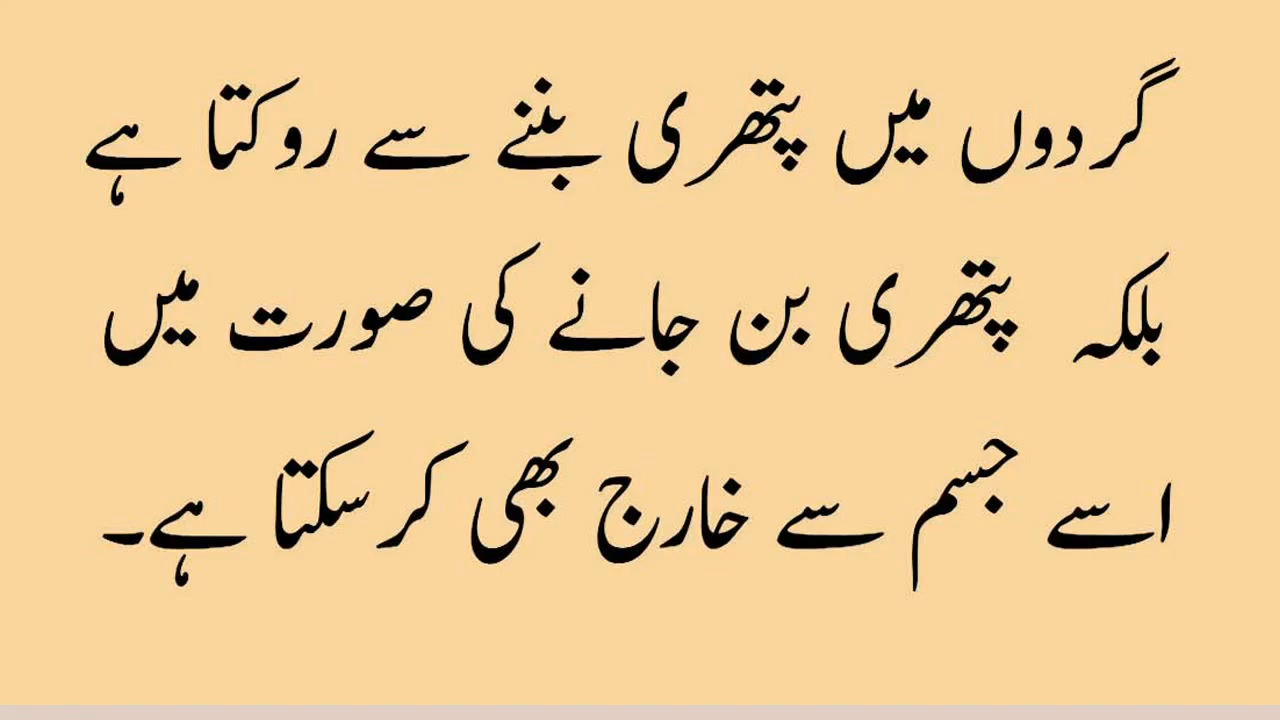 گردوں میں پتھری بننے سے روکتا ہے
بلکہ پتھری بن جانے کی صورت میں
اسے جسم سے خارج بھی کر سکتا ہے۔